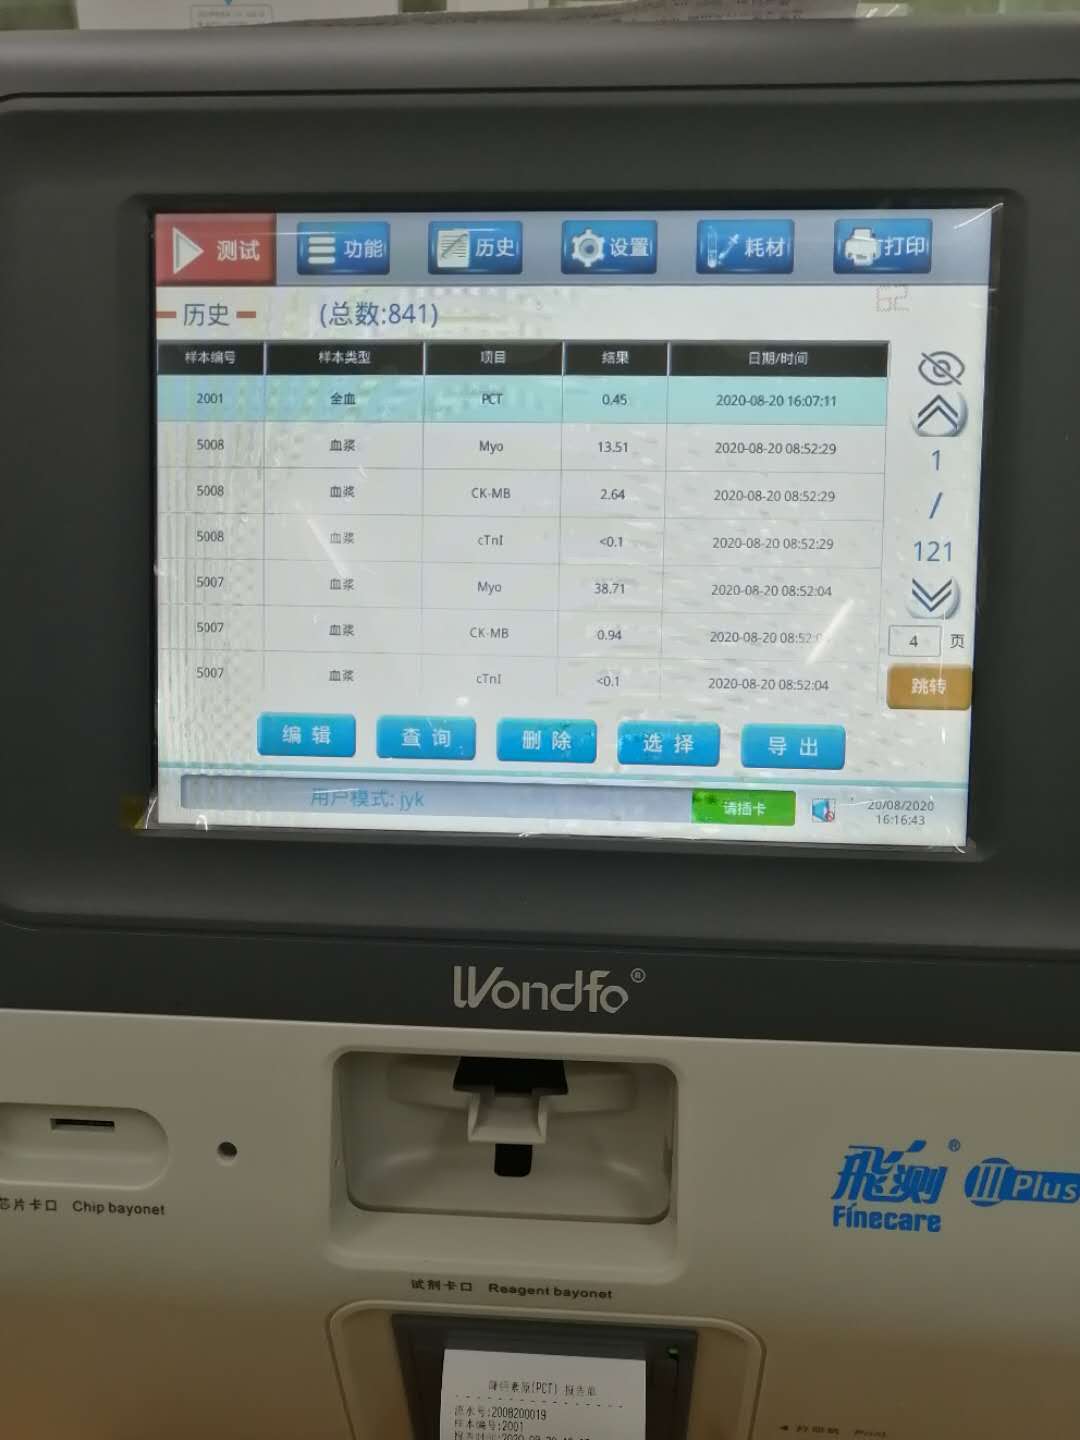 测试 功能 历史 设置 耗材 打印
历史 (总数:841)
62
样本编号 样本类型 项目 结果 日期/时间
2001 全血 PCT 0.45 2020-08-20 16:07:11
5008 血浆 Myo 13.51 2020-08-20 08:52:29
5008 血浆 CK-MB 2.64 2020-08-20 08:52:29
5008 血浆 cTnI <0.1 2020-08-20 08:52:29
5007 血浆 Myo 38.71 2020-08-20 08:52:04
5007 血浆 CK-MB 0.94 2020-08-20
5007 血浆 cTnI <0.1 2020-08-20 08:52:04
1
/
121
4 页
跳转
编辑 查询 删除 选择 导出
用户模式: jyk 请插卡 20/08/2020
16:16:43
Wondfo®
芯片卡口 Chip bayonet
飛测® III Plus
Finecare
试剂卡口 Reagent bayonet
降钙素原(PCT) 报告单
流水号:2008200019
样本编号:2001